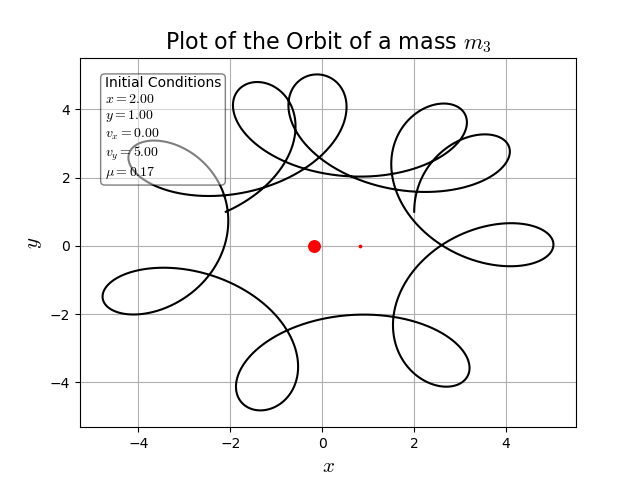 Plot of the Orbit of a mass m₃
Initial Conditions
x = 2.00
y = 1.00
vₓ = 0.00
v_y = 5.00
μ = 0.17
4
2
0
−2
−4
y
−4 −2 0 2 4
x